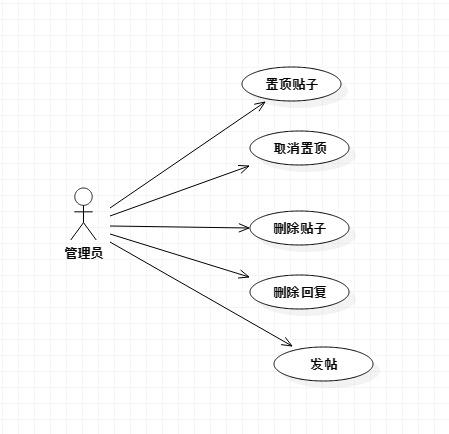 置顶贴子
取消置顶
删除贴子
管理员
删除回复
发帖